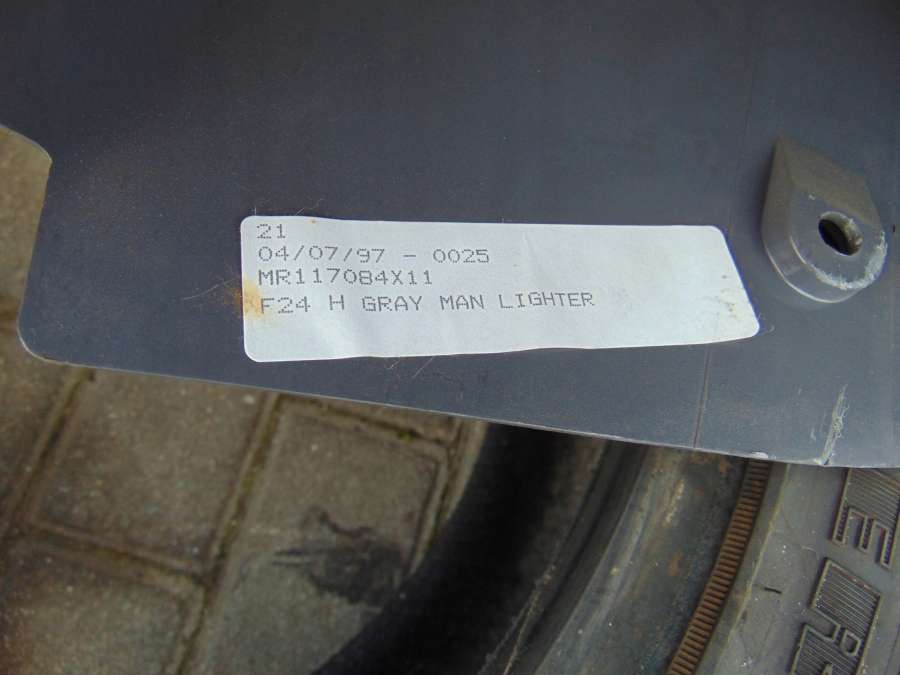 21
04/07/97 - 0025
MR117084X11
F24 H GRAY MAN LIGHTER